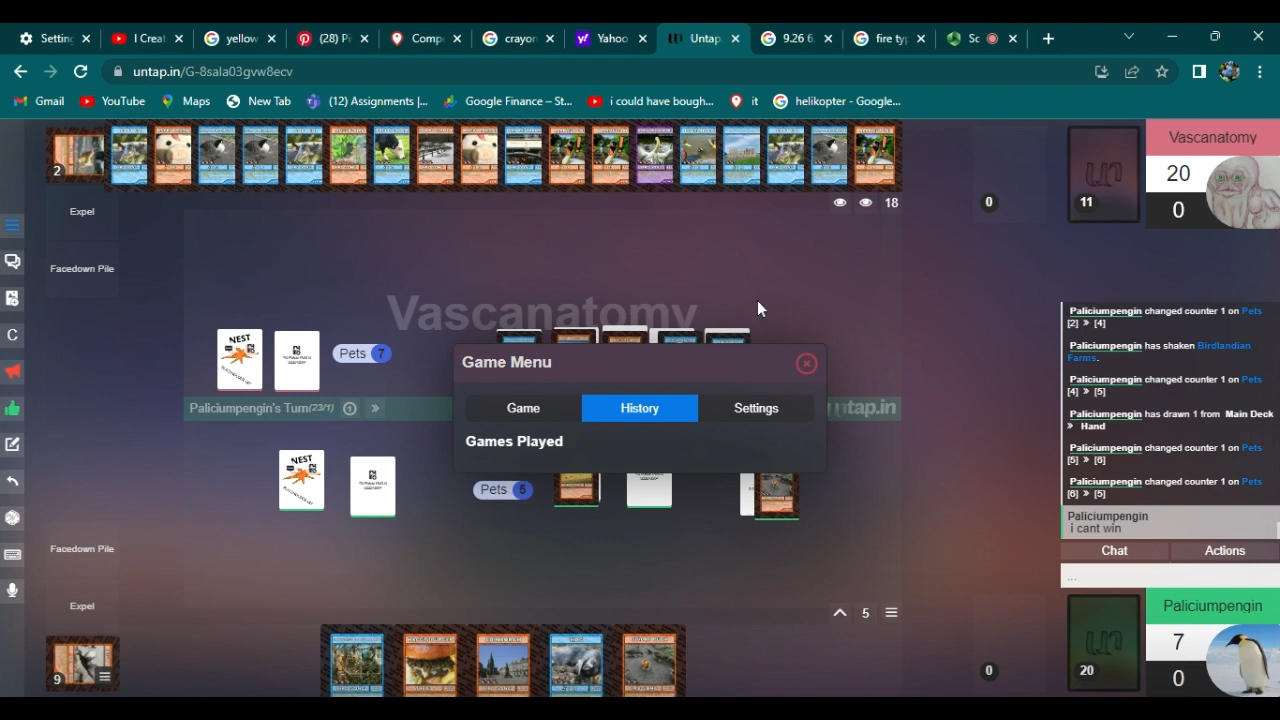 Settin
I Creat
yellow
(28) Pi
Comp
crayon
Yahoo
Untap.
9.26 6.
fire ty
Sc
untap.in/G-8sala03gvw8ecv
Gmail
YouTube
Maps
New Tab
(12) Assignments |...
Google Finance – St...
i could have bough...
it
helikopter - Google...
2
Expel
Facedown Pile
18
0
11
Vascanatomy
20
0
Vascanatomy
NEST
Pets 7
Paliciumpengin's Turn(23/1)
untap.in
Game Menu
Game
History
Settings
Games Played
NEST
Pets 5
Facedown Pile
Expel
9
5
C
Paliciumpengin changed counter 1 on Pets
[2] » [4]
Paliciumpengin has shaken Birdlandian
Farms.
Paliciumpengin changed counter 1 on Pets
[4] » [5]
Paliciumpengin has drawn 1 from Main Deck
» Hand
Paliciumpengin changed counter 1 on Pets
[5] » [6]
Paliciumpengin changed counter 1 on Pets
[6] » [5]
Paliciumpengin
i cant win
Chat
Actions
...
0
20
Paliciumpengin
7
0